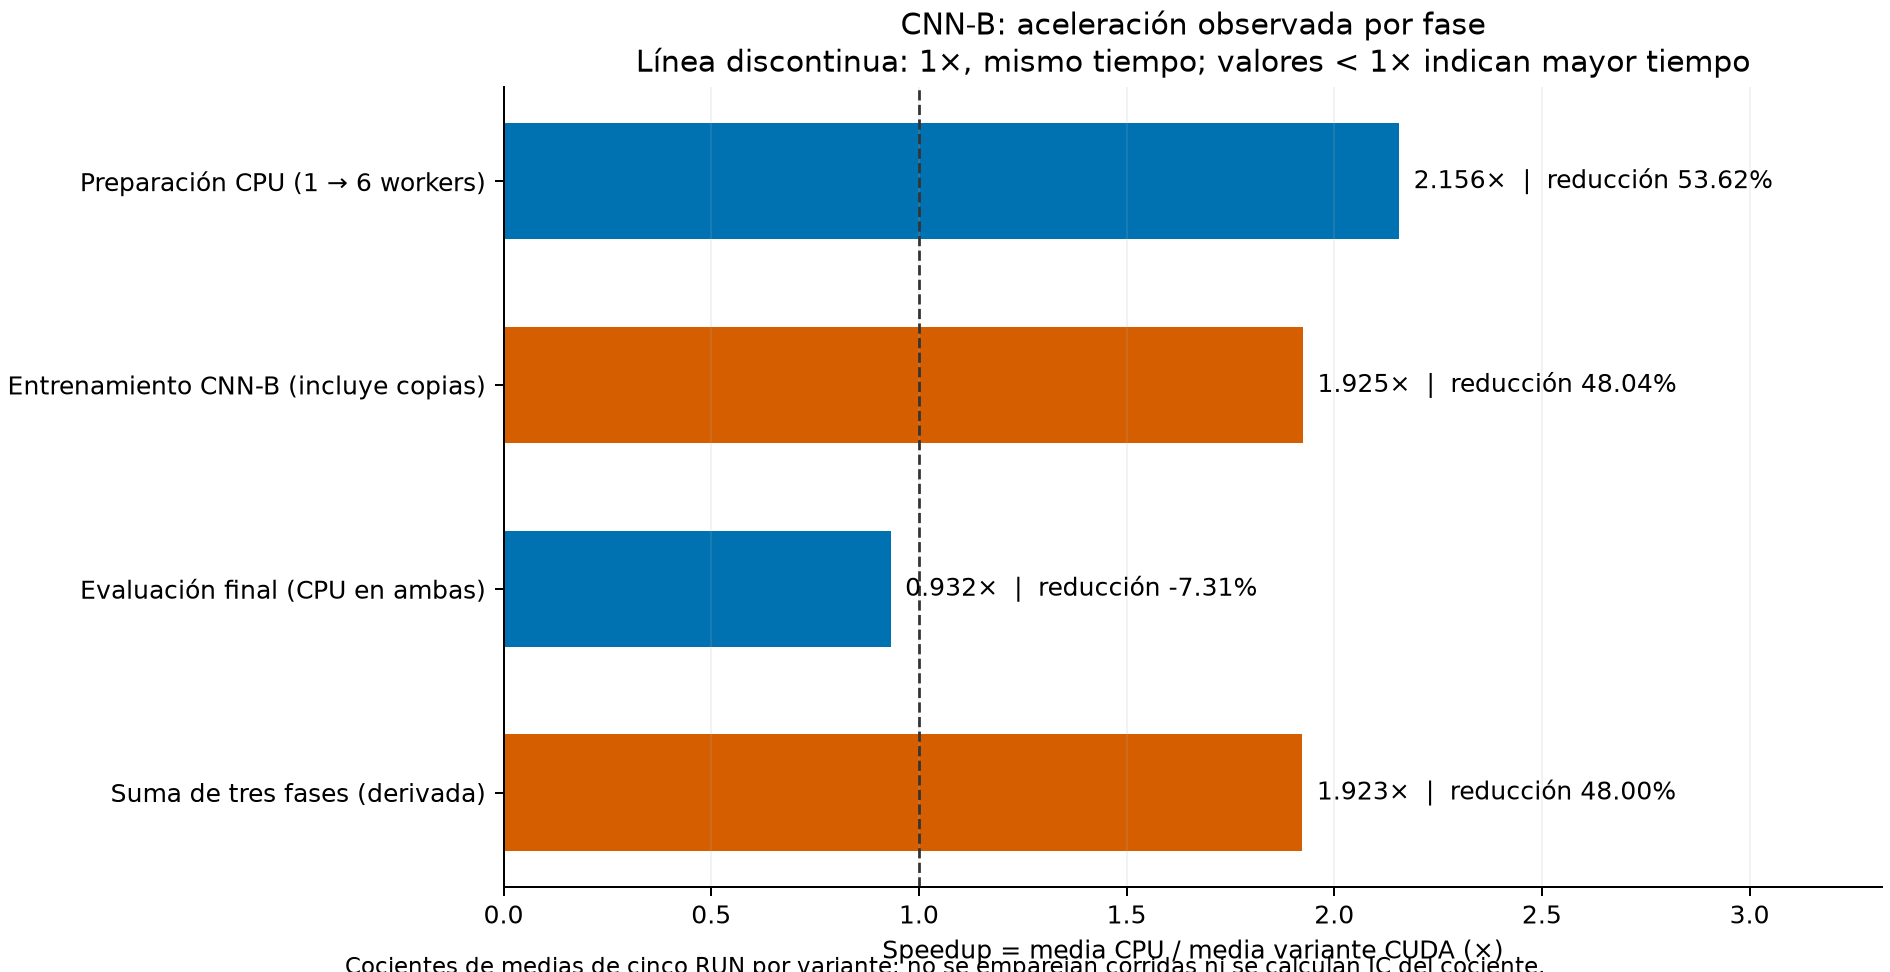 CNN-B: aceleración observada por fase
Línea discontinua: 1×, mismo tiempo; valores < 1× indican mayor tiempo
Preparación CPU (1 → 6 workers)
2.156× | reducción 53.62%
Entrenamiento CNN-B (incluye copias)
1.925× | reducción 48.04%
Evaluación final (CPU en ambas)
0.932× | reducción -7.31%
Suma de tres fases (derivada)
1.923× | reducción 48.00%
0.0 0.5 1.0 1.5 2.0 2.5 3.0
Speedup = media CPU / media variante CUDA (×)
Cocientes de medias de cinco RUN por variante; no se emparejan corridas ni se calculan IC del cociente.